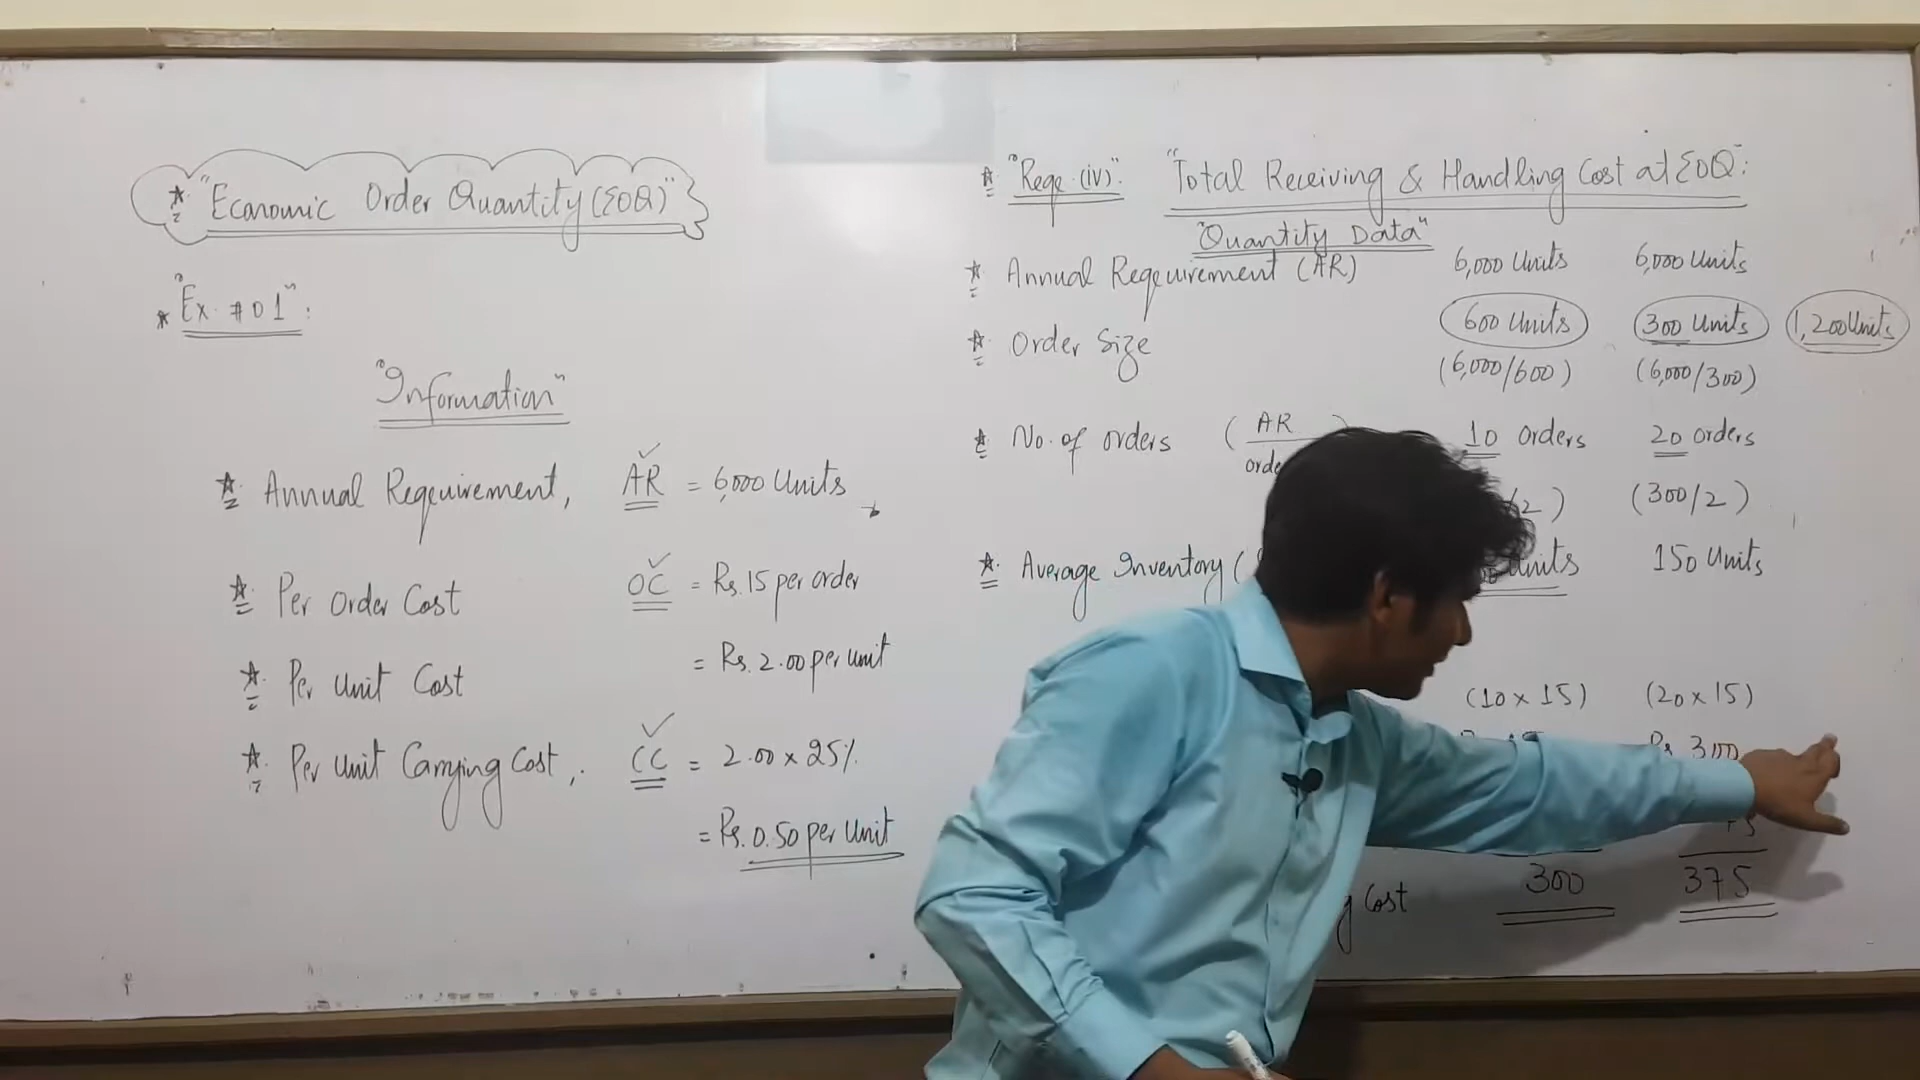 * "Economic Order Quantity (EOQ)"
* "Ex. #01":
"Information"
* Annual Requirement, AR = 6,000 Units
* Per Order Cost OC = Rs. 15 per order
* Per Unit Cost = Rs. 2.00 per unit
* Per Unit Carrying Cost, CC = 2.00 x 25%
= Rs. 0.50 per Unit
* "Reqe (iv)": "Total Receiving & Handling Cost at EOQ":
"Quantity Data"
* Annual Requirement (AR) 6,000 Units 6,000 Units
* Order Size 600 Units 300 Units 1,200 Units
(6,000/600) (6,000/300)
* No. of orders (AR/ 10 orders 20 orders
/2) (300/2)
* Average Inventory ( Units 150 Units
(10 x 15) (20 x 15)
Rs. 300
Cost 300 375